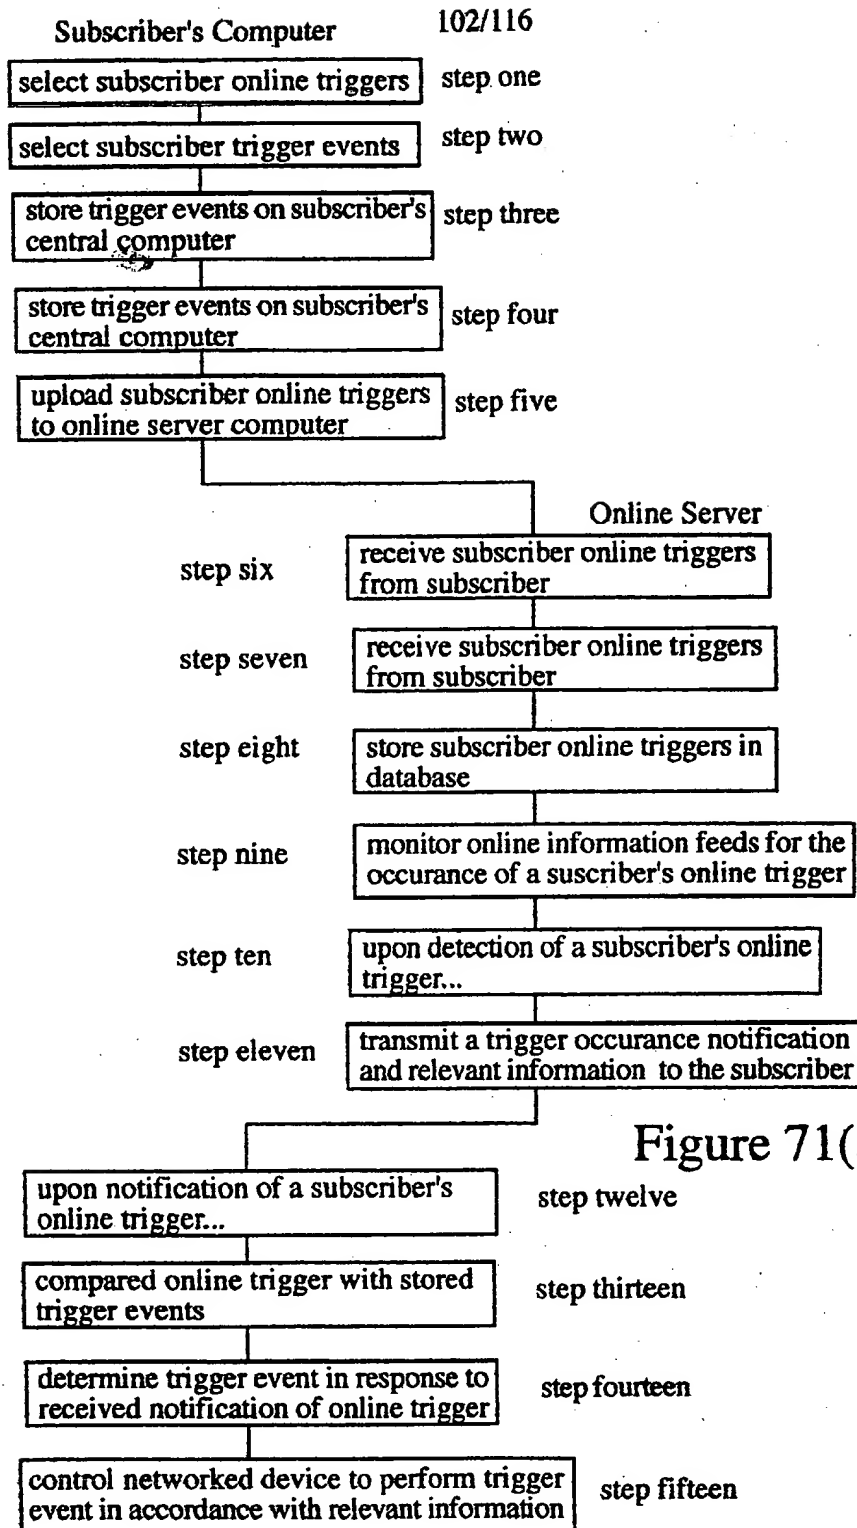 Subscriber's Computer
102/116
select subscriber online triggers
step one
select subscriber trigger events
step two
store trigger events on subscriber's
central computer
step three
store trigger events on subscriber's
central computer
step four
upload subscriber online triggers
to online server computer
step five
Online Server
step six
receive subscriber online triggers
from subscriber
step seven
receive subscriber online triggers
from subscriber
step eight
store subscriber online triggers in
database
step nine
monitor online information feeds for the
occurance of a suscriber's online trigger
step ten
upon detection of a subscriber's online
trigger...
step eleven
transmit a trigger occurance notification
and relevant information to the subscriber
Figure 71(
upon notification of a subscriber's
online trigger...
step twelve
compared online trigger with stored
trigger events
step thirteen
determine trigger event in response to
received notification of online trigger
step fourteen
control networked device to perform trigger
event in accordance with relevant information
step fifteen